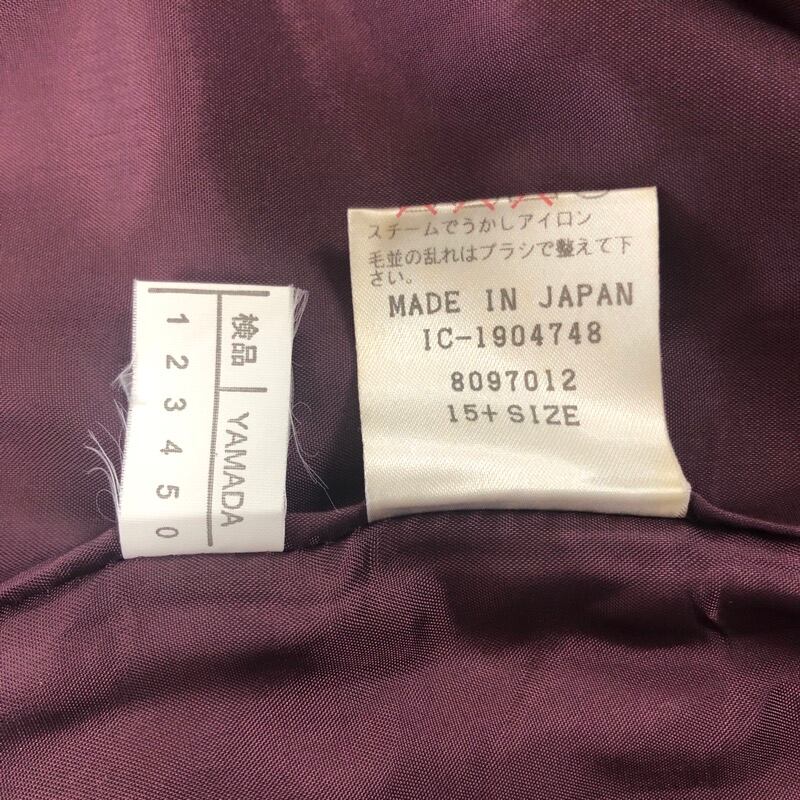 検品 YAMADA
1 2 3 4 5 0
スチームでうかしアイロン
毛並の乱れはブラシで整えて下
さい。
MADE IN JAPAN
IC-1904748
8097012
15+ SIZE